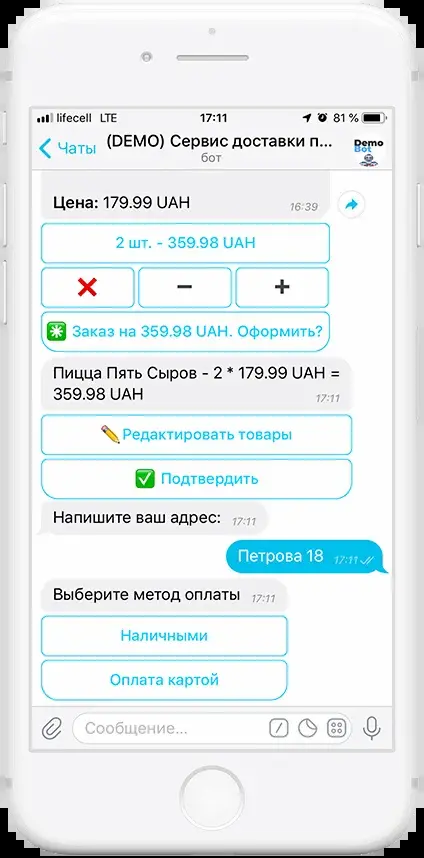 lifecell LTE 17:11 81 %
Чаты (DEMO) Сервис доставки п...
бот
Demo
Bot
Цена: 179.99 UAH 16:39
2 шт. - 359.98 UAH
❌ − +
✳️ Заказ на 359.98 UAH. Оформить?
Пицца Пять Сыров - 2 * 179.99 UAH =
359.98 UAH 17:11
✏️Редактировать товары
✅ Подтвердить
Напишите ваш адрес: 17:11
Петрова 18 17:11
Выберите метод оплаты 17:11
Наличными
Оплата картой
Сообщение...